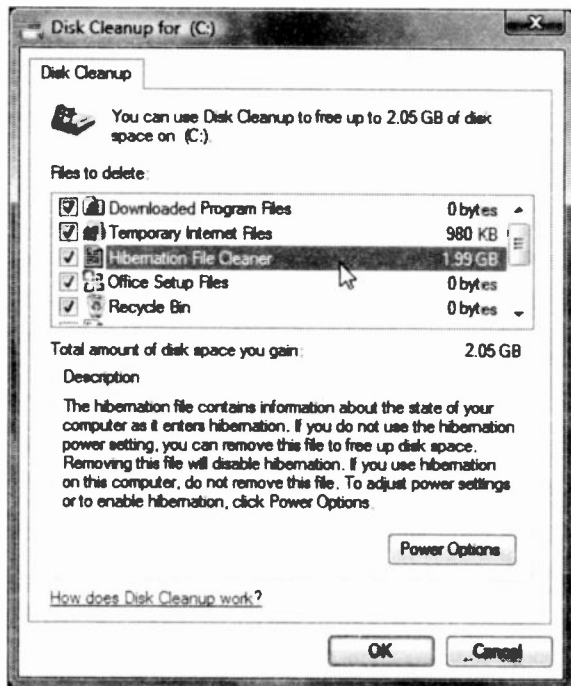 Disk Cleanup for (C:)
Disk Cleanup
You can use Disk Cleanup to free up to 2.05 GB of disk
space on (C:).
Files to delete:
Downloaded Program Files 0 bytes
Temporary Internet Files 980 KB
Hibernation File Cleaner 1.99 GB
Office Setup Files 0 bytes
Recycle Bin 0 bytes
Total amount of disk space you gain: 2.05 GB
Description
The hibernation file contains information about the state of your
computer as it enters hibernation. If you do not use the hibernation
power setting, you can remove this file to free up disk space.
Removing this file will disable hibernation. If you use hibernation
on this computer, do not remove this file. To adjust power settings
or to enable hibernation, click Power Options.
Power Options
How does Disk Cleanup work?
OK Cancel